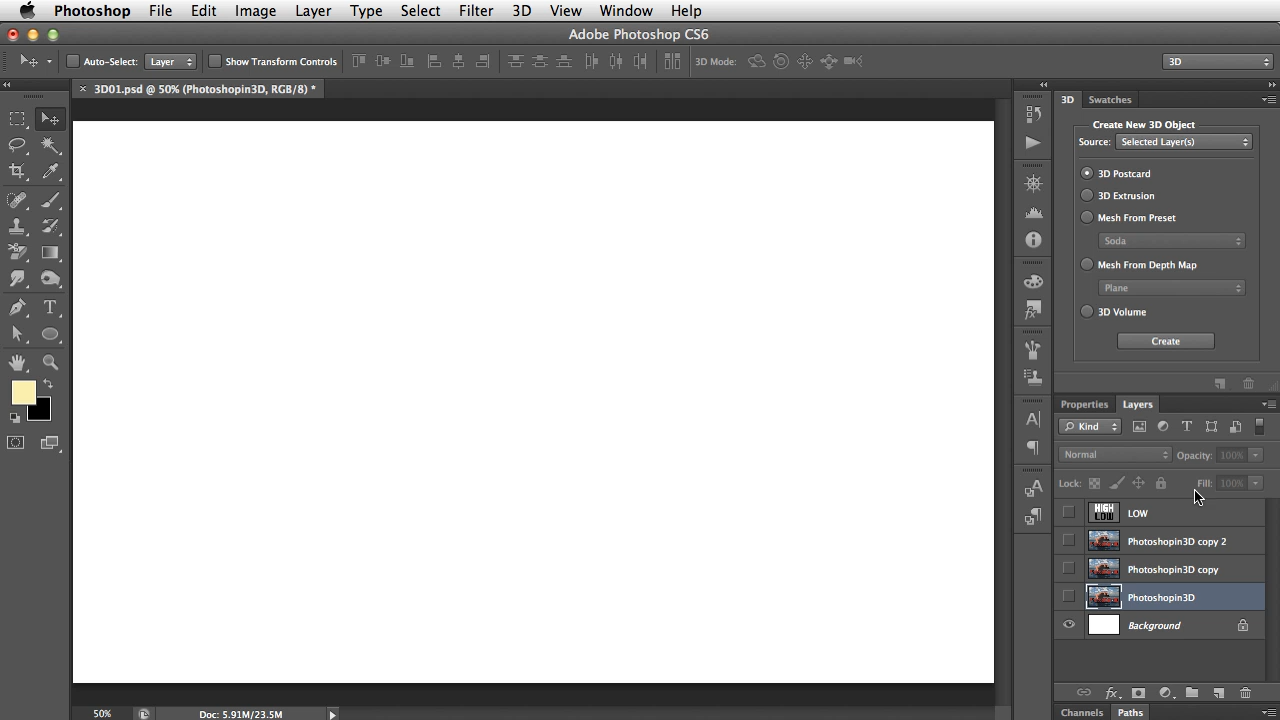 Photoshop File Edit Image Layer Type Select Filter 3D View Window Help
Adobe Photoshop CS6
Auto-Select: Layer Show Transform Controls 3D Mode: 3D
× 3D01.psd @ 50% (Photoshopin3D, RGB/8) *
3D Swatches
Create New 3D Object
Source: Selected Layer(s)
3D Postcard
3D Extrusion
Mesh From Preset
Soda
Mesh From Depth Map
Plane
3D Volume
Create
Properties Layers
Kind
Normal Opacity: 100%
Lock: Fill: 100%
HIGH
LOW
LOW
Photoshopin3D copy 2
Photoshopin3D copy
Photoshopin3D
Background
50% Doc: 5.91M/23.5M
Channels Paths